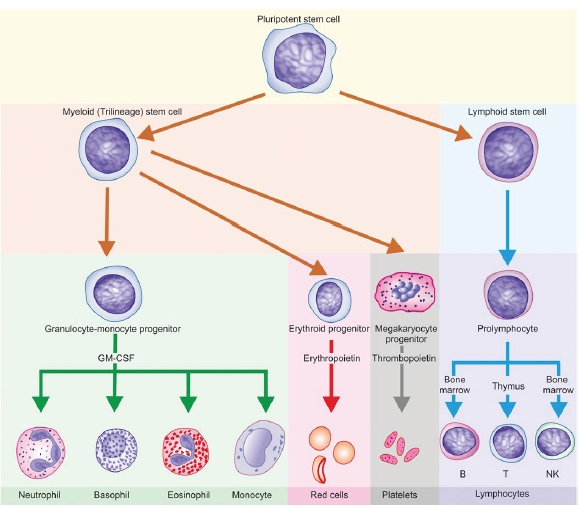 Pluripotent stem cell
Myeloid (Trilineage) stem cell
Lymphoid stem cell
Granulocyte-monocyte progenitor
Erythroid progenitor
Megakaryocyte
progenitor
Prolymphocyte
GM-CSF
Erythropoietin
Thrombopoietin
Bone
marrow
Thymus
Bone
marrow
B
T
NK
Neutrophil
Basophil
Eosinophil
Monocyte
Red cells
Platelets
Lymphocytes